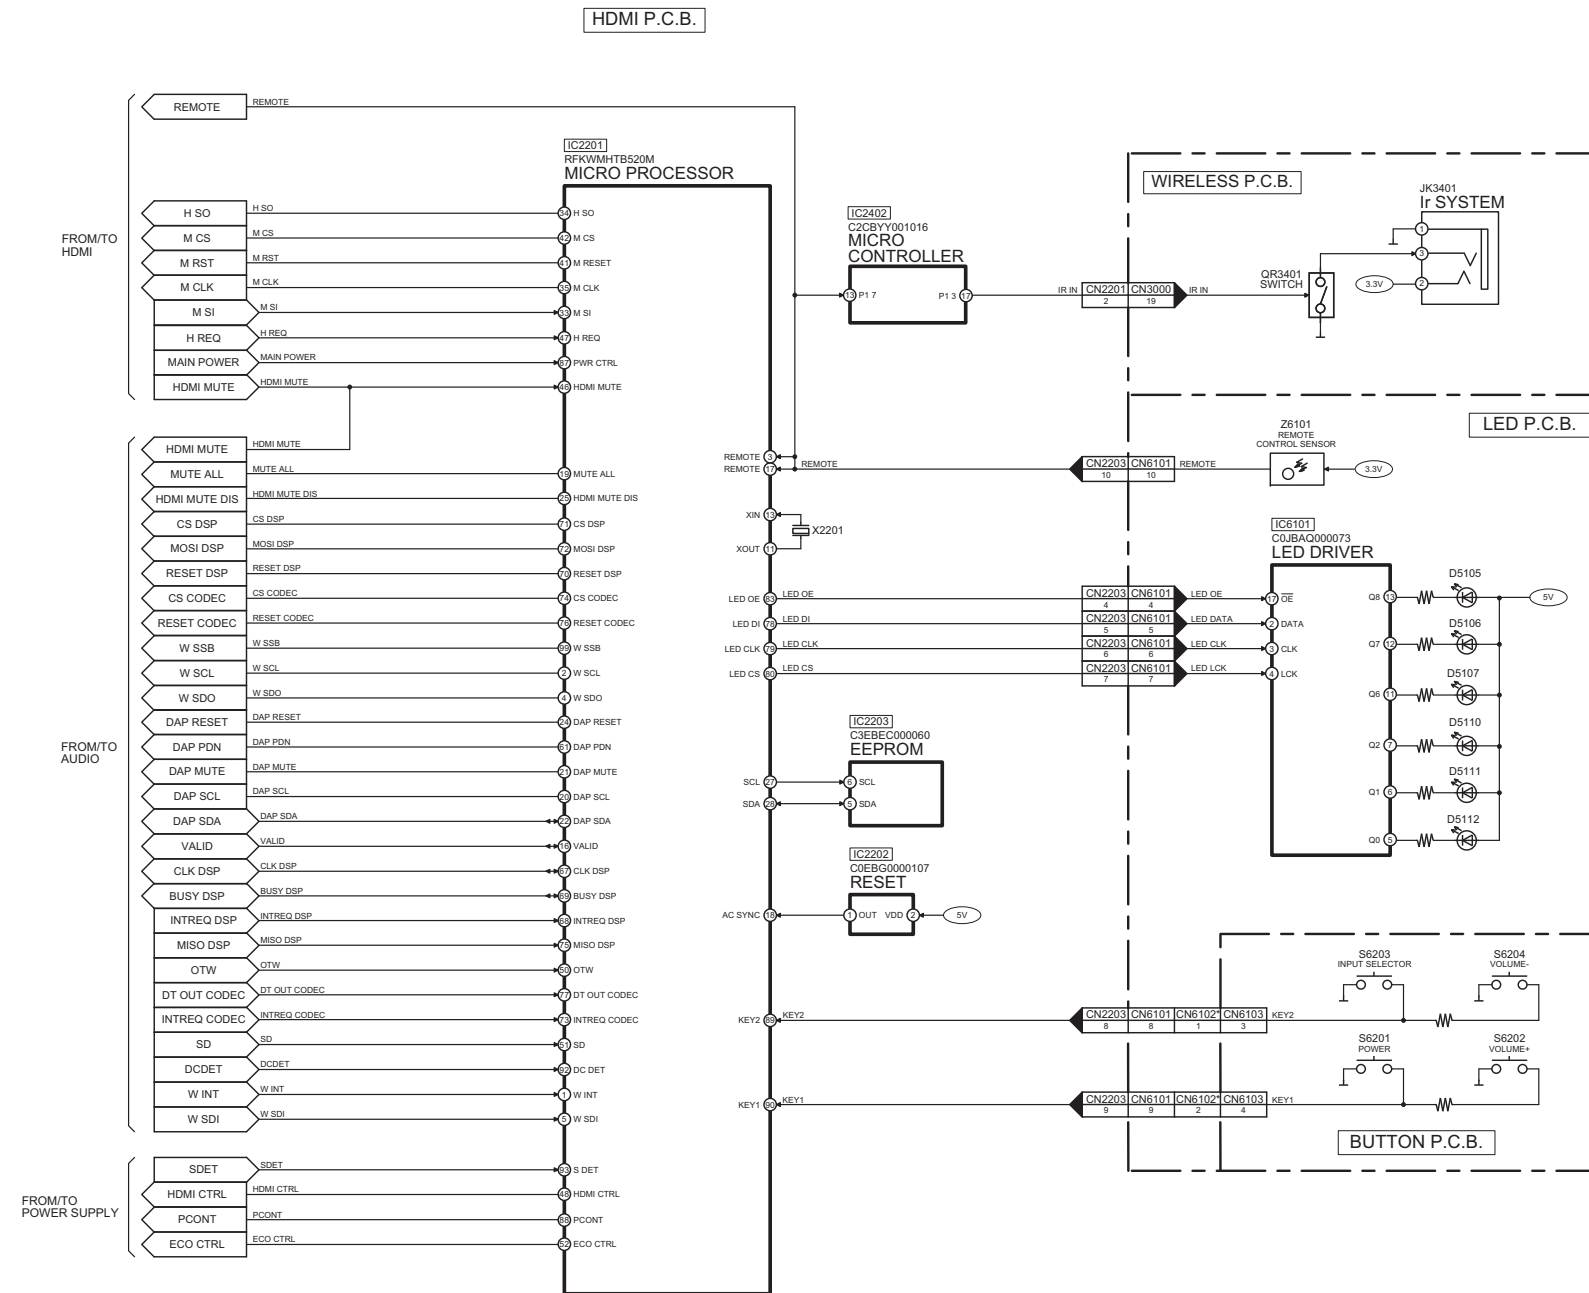 HDMI P.C.B.
REMOTE REMOTE
IC2201
RFKWMHTB520M
MICRO PROCESSOR
FROM/TO
HDMI
H SO H SO 34 H SO
M CS M CS 42 M CS
M RST M RST 41 M RESET
M CLK M CLK 35 M CLK
M SI M SI 33 M SI
H REQ H REQ 47 H REQ
MAIN POWER MAIN POWER 87 PWR CTRL
HDMI MUTE HDMI MUTE 46 HDMI MUTE
FROM/TO
AUDIO
HDMI MUTE HDMI MUTE
MUTE ALL MUTE ALL 19 MUTE ALL
HDMI MUTE DIS HDMI MUTE DIS 25 HDMI MUTE DIS
CS DSP CS DSP 71 CS DSP
MOSI DSP MOSI DSP 72 MOSI DSP
RESET DSP RESET DSP 70 RESET DSP
CS CODEC CS CODEC 74 CS CODEC
RESET CODEC RESET CODEC 76 RESET CODEC
W SSB W SSB 99 W SSB
W SCL W SCL 2 W SCL
W SDO W SDO 4 W SDO
DAP RESET DAP RESET 24 DAP RESET
DAP PDN DAP PDN 61 DAP PDN
DAP MUTE DAP MUTE 21 DAP MUTE
DAP SCL DAP SCL 20 DAP SCL
DAP SDA DAP SDA 22 DAP SDA
VALID VALID 16 VALID
CLK DSP CLK DSP 67 CLK DSP
BUSY DSP BUSY DSP 69 BUSY DSP
INTREQ DSP INTREQ DSP 68 INTREQ DSP
MISO DSP MISO DSP 75 MISO DSP
OTW OTW 50 OTW
DT OUT CODEC DT OUT CODEC 77 DT OUT CODEC
INTREQ CODEC INTREQ CODEC 73 INTREQ CODEC
SD SD 51 SD
DCDET DCDET 92 DC DET
W INT W INT 1 W INT
W SDI W SDI 5 W SDI
FROM/TO
POWER SUPPLY
SDET SDET 93 S DET
HDMI CTRL HDMI CTRL 48 HDMI CTRL
PCONT PCONT 88 PCONT
ECO CTRL ECO CTRL 52 ECO CTRL
REMOTE 3
REMOTE 17 REMOTE
XIN 13
X2201
XOUT 11
LED OE 83 LED OE
LED DI 78 LED DI
LED CLK 79 LED CLK
LED CS 80 LED CS
SCL 27
SDA 28
AC SYNC 18
KEY2 89 KEY2
KEY1 90 KEY1
IC2402
C2CBYY001016
MICRO
CONTROLLER
13 P1 7 P1 3 17
IC2203
C3EBEC000060
EEPROM
6 SCL
5 SDA
IC2202
C0EBG0000107
RESET
1 OUT VDD 2 5V
WIRELESS P.C.B.
JK3401
Ir SYSTEM
1
3
2
3.3V
QR3401
SWITCH
IR IN CN2201 CN3000 IR IN
2 19
LED P.C.B.
Z6101
REMOTE
CONTROL SENSOR
3.3V
CN2203 CN6101 REMOTE
10 10
IC6101
C0JBAQ000073
LED DRIVER
CN2203 CN6101 LED OE 17 OE
4 4
CN2203 CN6101 LED DATA 2 DATA
5 5
CN2203 CN6101 LED CLK 3 CLK
6 6
CN2203 CN6101 LED LCK 4 LCK
7 7
D5105
Q8 13 5V
D5106
Q7 12
D5107
Q6 11
D5110
Q2 7
D5111
Q1 6
D5112
Q0 5
S6203
INPUT SELECTOR
S6204
VOLUME-
CN2203 CN6101 CN6102* CN6103 KEY2
8 8 1 3
S6201
POWER
S6202
VOLUME+
CN2203 CN6101 CN6102* CN6103 KEY1
9 9 2 4
BUTTON P.C.B.